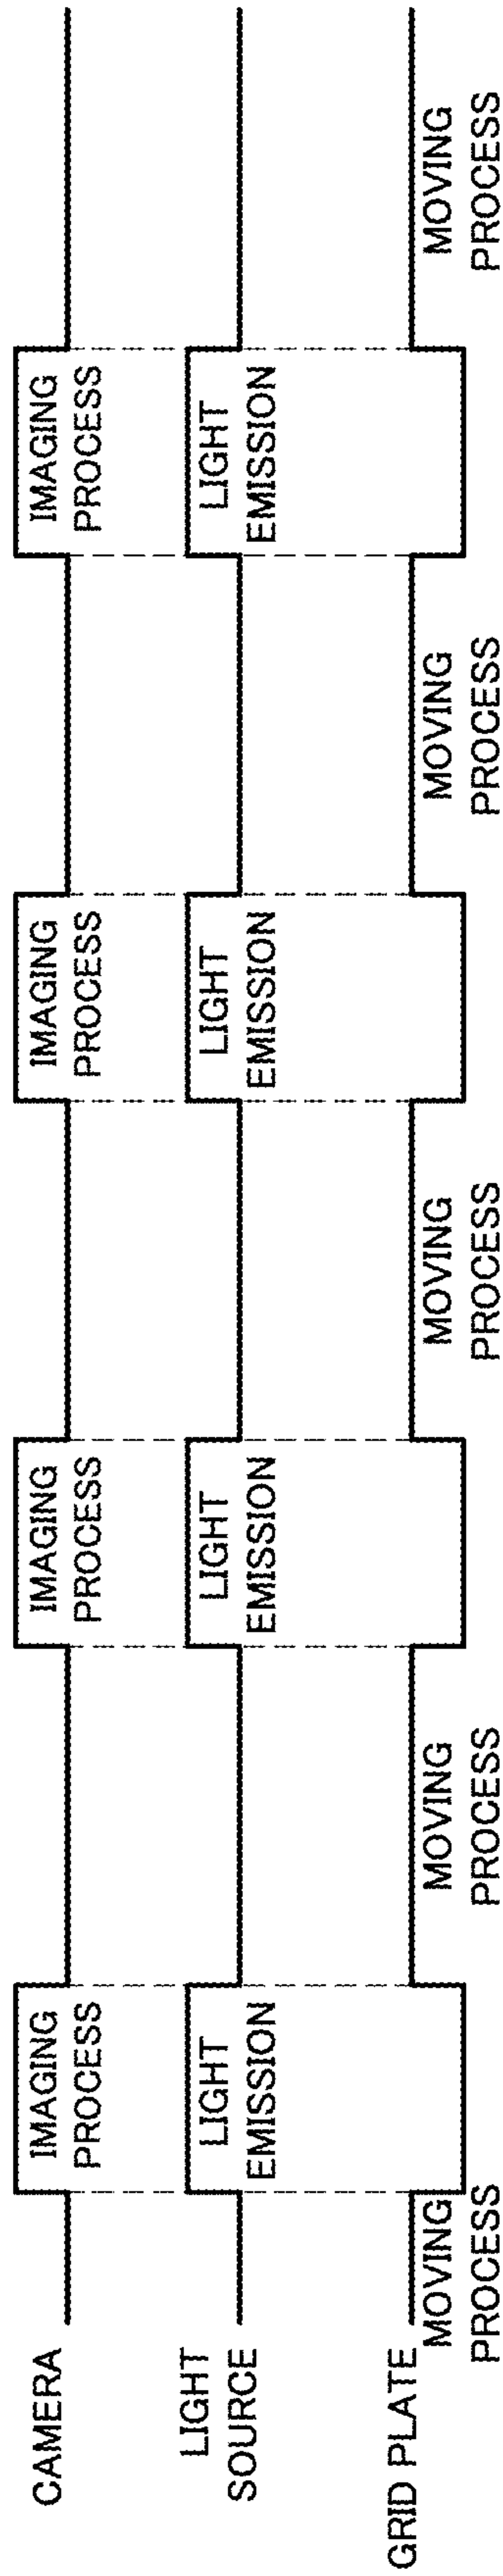 CAMERA
IMAGING
PROCESS
IMAGING
PROCESS
IMAGING
PROCESS
IMAGING
PROCESS
LIGHT
SOURCE
LIGHT
EMISSION
LIGHT
EMISSION
LIGHT
EMISSION
LIGHT
EMISSION
GRID PLATE
MOVING
PROCESS
MOVING
PROCESS
MOVING
PROCESS
MOVING
PROCESS
MOVING
PROCESS